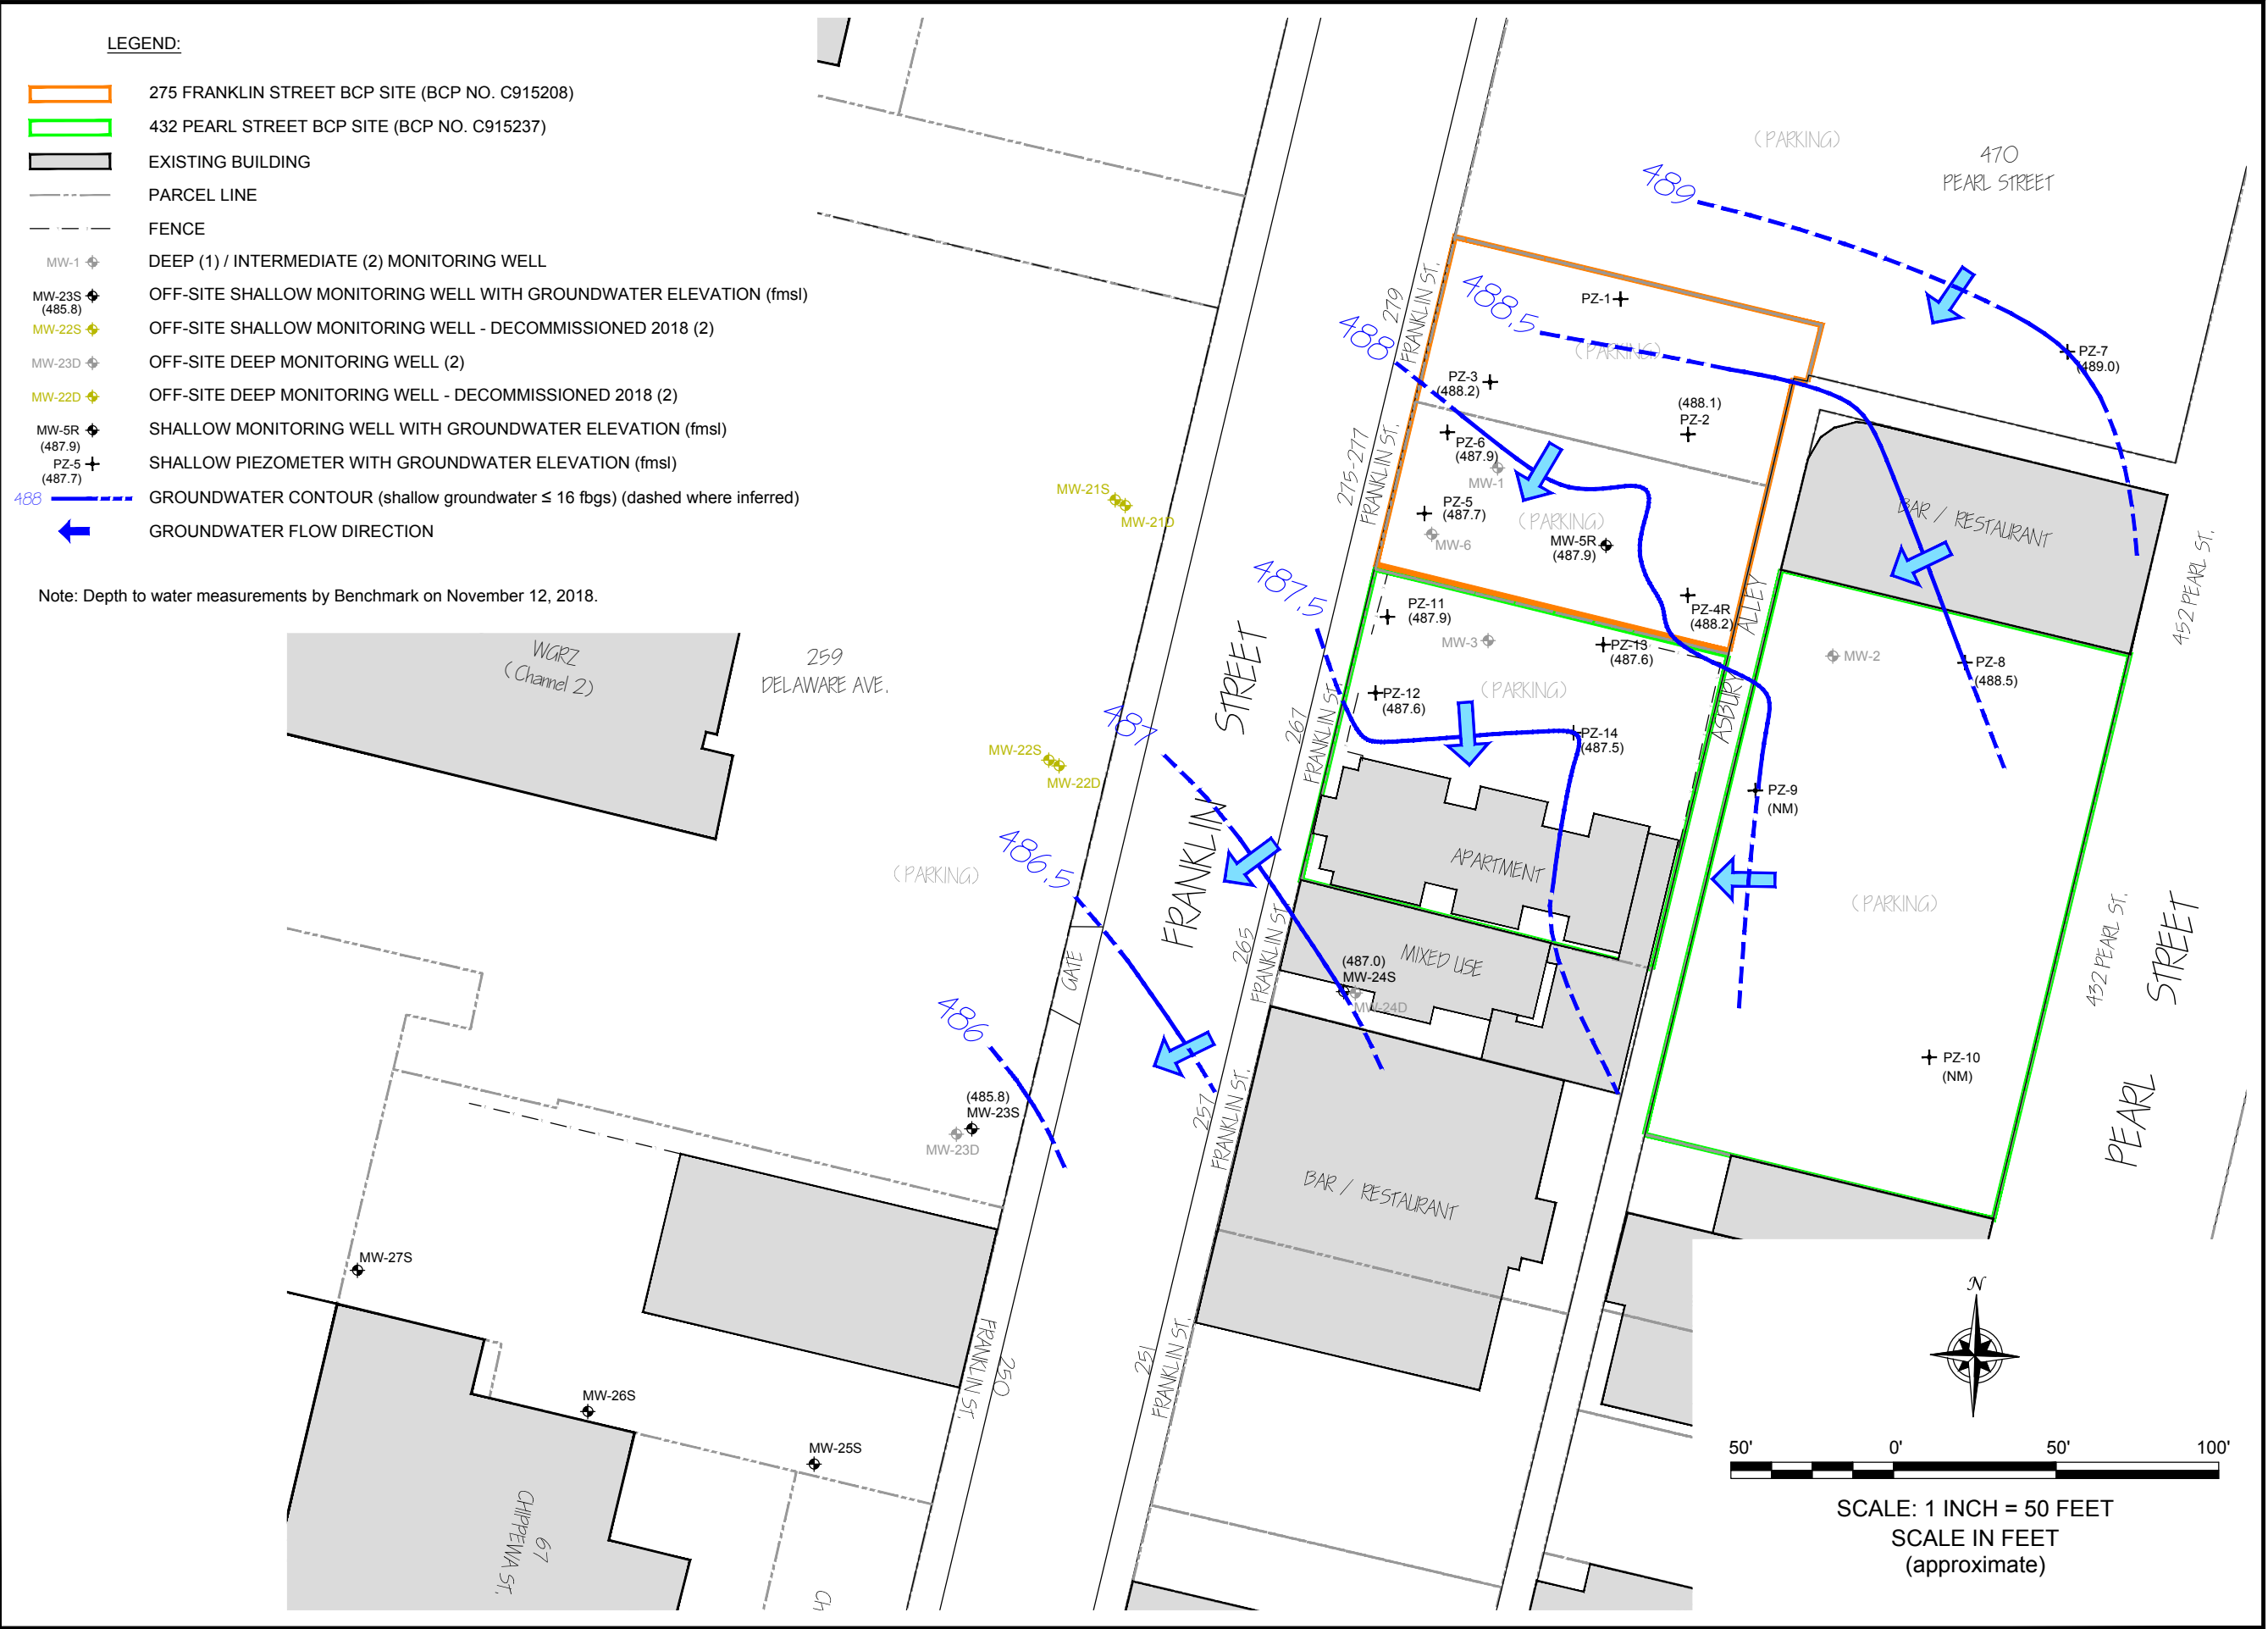 LEGEND:
275 FRANKLIN STREET BCP SITE (BCP NO. C915208)
432 PEARL STREET BCP SITE (BCP NO. C915237)
EXISTING BUILDING
PARCEL LINE
FENCE
MW-1 DEEP (1) / INTERMEDIATE (2) MONITORING WELL
MW-23S (485.8) OFF-SITE SHALLOW MONITORING WELL WITH GROUNDWATER ELEVATION (fmsl)
MW-22S OFF-SITE SHALLOW MONITORING WELL - DECOMMISSIONED 2018 (2)
MW-23D OFF-SITE DEEP MONITORING WELL (2)
MW-22D OFF-SITE DEEP MONITORING WELL - DECOMMISSIONED 2018 (2)
MW-5R (487.9) SHALLOW MONITORING WELL WITH GROUNDWATER ELEVATION (fmsl)
PZ-5 (487.7) SHALLOW PIEZOMETER WITH GROUNDWATER ELEVATION (fmsl)
488 GROUNDWATER CONTOUR (shallow groundwater ≤ 16 fbgs) (dashed where inferred)
GROUNDWATER FLOW DIRECTION
Note: Depth to water measurements by Benchmark on November 12, 2018.
(PARKING)
470
PEARL STREET
489
488.5
488
487.5
487
486.5
486
279
FRANKLIN ST.
PZ-1
(PARKING)
PZ-7
(489.0)
PZ-3
(488.2)
(488.1)
PZ-2
PZ-6
(487.9)
MW-1
275-277
FRANKLIN ST.
PZ-5
(487.7)
(PARKING)
MW-6
MW-5R
(487.9)
BAR / RESTAURANT
452 PEARL ST.
MW-21S
MW-21D
PZ-4R
(488.2)
ASBURY ALLEY
PZ-11
(487.9)
MW-3
PZ-13
(487.6)
MW-2
PZ-8
(488.5)
WGRZ
(Channel 2)
259
DELAWARE AVE.
FRANKLIN STREET
267
FRANKLIN ST.
PZ-12
(487.6)
(PARKING)
PZ-14
(487.5)
MW-22S
MW-22D
PZ-9
(NM)
(PARKING)
APARTMENT
(PARKING)
432 PEARL ST.
PEARL STREET
265
FRANKLIN ST.
MIXED USE
(487.0)
MW-24S
MW-24D
GATE
PZ-10
(NM)
(485.8)
MW-23S
MW-23D
257
FRANKLIN ST.
BAR / RESTAURANT
MW-27S
MW-26S
MW-25S
250
FRANKLIN ST.
251
FRANKLIN ST.
67
CHIPPEWA ST.
CH
N
50' 0' 50' 100'
SCALE: 1 INCH = 50 FEET
SCALE IN FEET
(approximate)